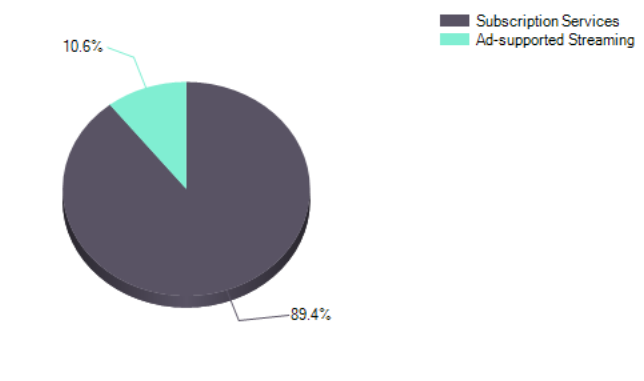 Subscription Services
Ad-supported Streaming
10.6%
89.4%